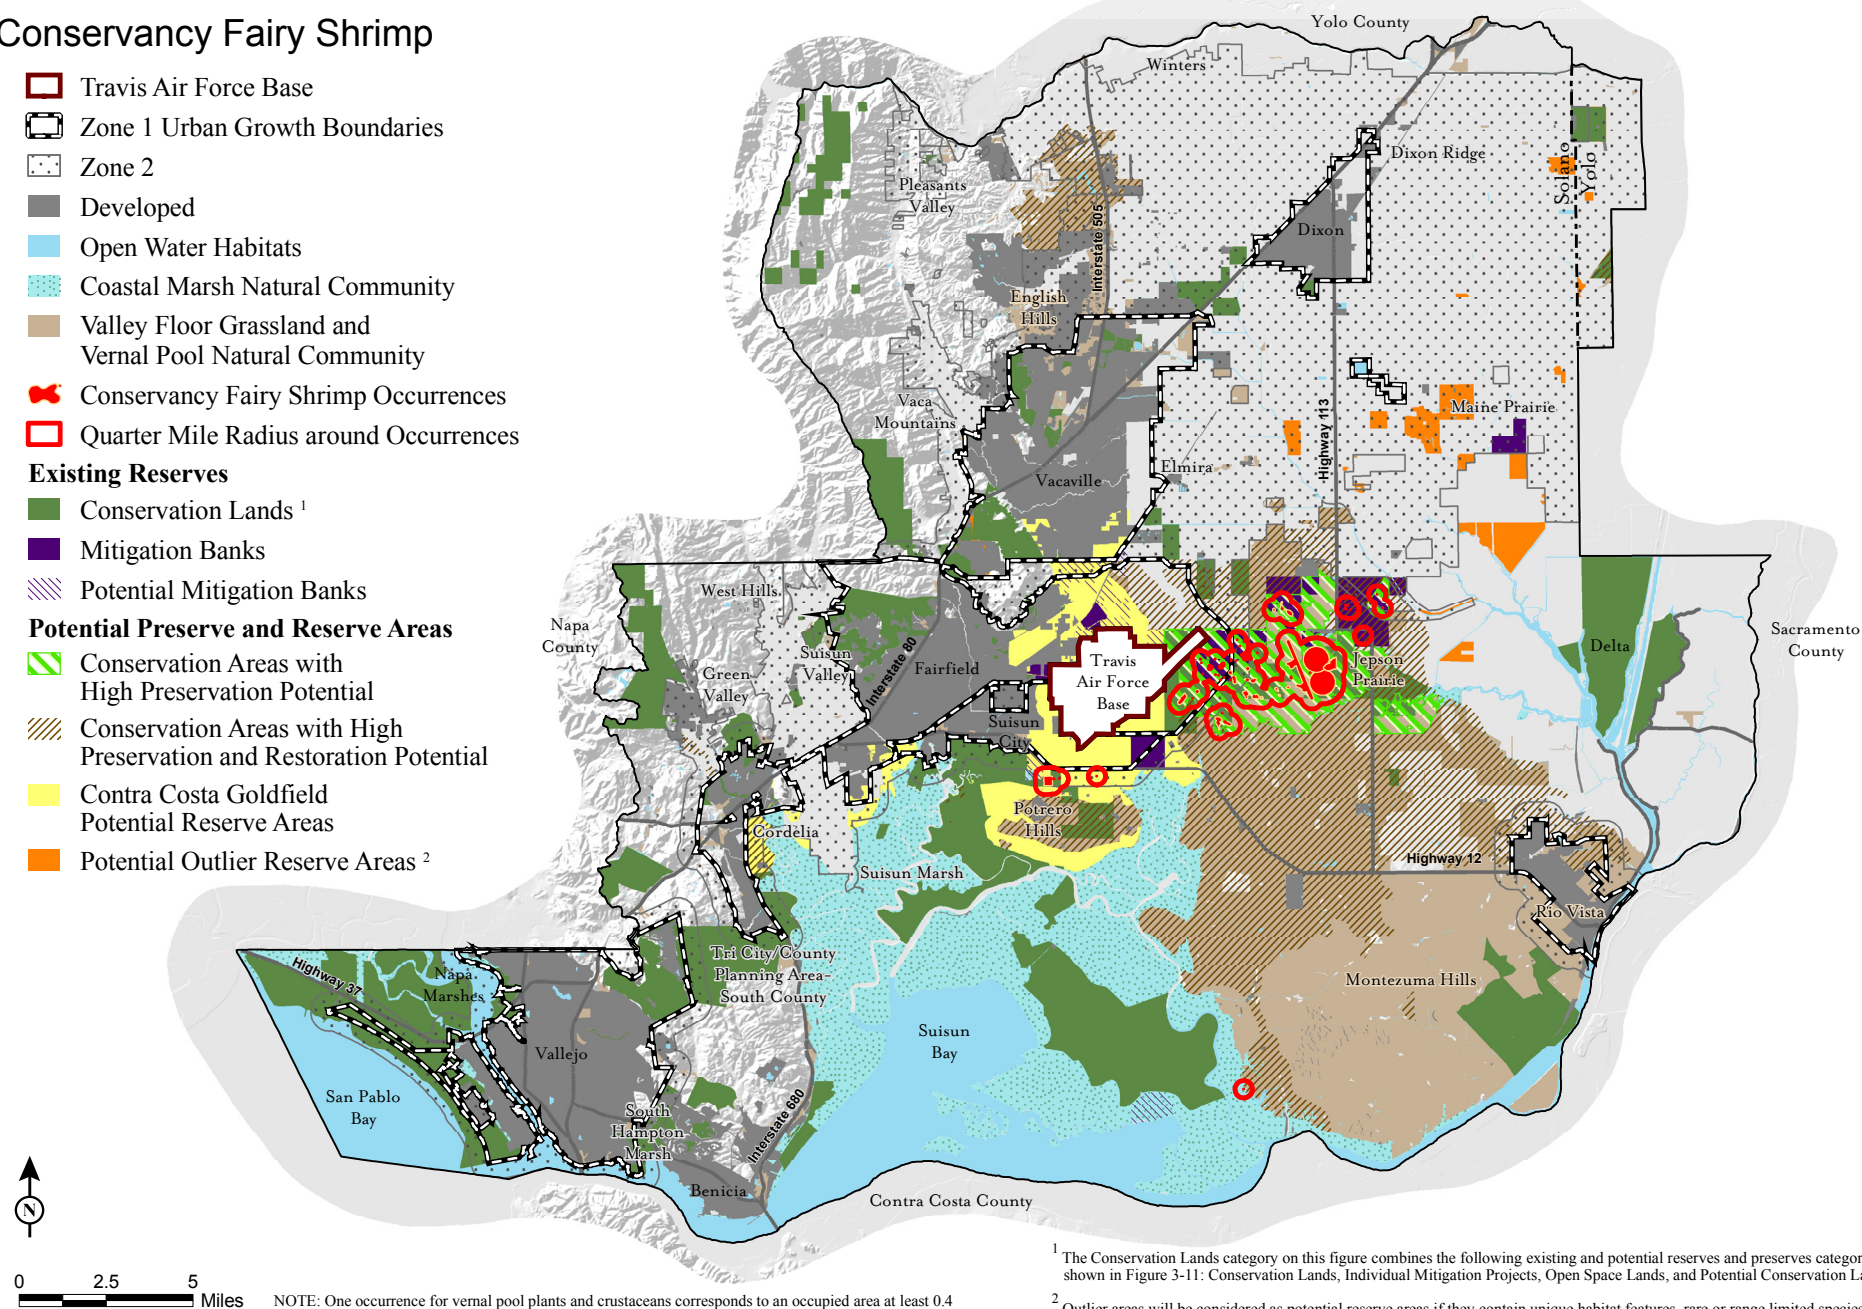 Conservancy Fairy Shrimp
Travis Air Force Base
Zone 1 Urban Growth Boundaries
Zone 2
Developed
Open Water Habitats
Coastal Marsh Natural Community
Valley Floor Grassland and
Vernal Pool Natural Community
Conservancy Fairy Shrimp Occurrences
Quarter Mile Radius around Occurrences
Existing Reserves
Conservation Lands 1
Mitigation Banks
Potential Mitigation Banks
Potential Preserve and Reserve Areas
Conservation Areas with
High Preservation Potential
Conservation Areas with High
Preservation and Restoration Potential
Contra Costa Goldfield
Potential Reserve Areas
Potential Outlier Reserve Areas 2
Yolo County
Winters
Dixon Ridge
Solano
Yolo
Pleasants
Valley
Dixon
Interstate 505
English
Hills
Vaca
Mountains
Maine Prairie
Highway 113
Elmira
Vacaville
West Hills
Napa
County
Suisun
Valley
Green
Valley
Interstate 80
Fairfield
Travis
Air Force
Base
Jepson
Prairie
Delta
Sacramento
County
Suisun
City
Potrero
Hills
Cordelia
Suisun Marsh
Highway 12
Rio Vista
Tri City/County
Planning Area-
South County
Montezuma Hills
Highway 37
Napa
Marshes
Vallejo
Suisun
Bay
San Pablo
Bay
South
Hampton
Marsh
Interstate 680
Benicia
Contra Costa County
N
0 2.5 5
Miles
NOTE: One occurrence for vernal pool plants and crustaceans corresponds to an occupied area at least 0.4
1 The Conservation Lands category on this figure combines the following existing and potential reserves and preserves categor
shown in Figure 3-11: Conservation Lands, Individual Mitigation Projects, Open Space Lands, and Potential Conservation La
2 Outlier areas will be considered as potential reserve areas if they contain unique habitat features, rare or range limited specie